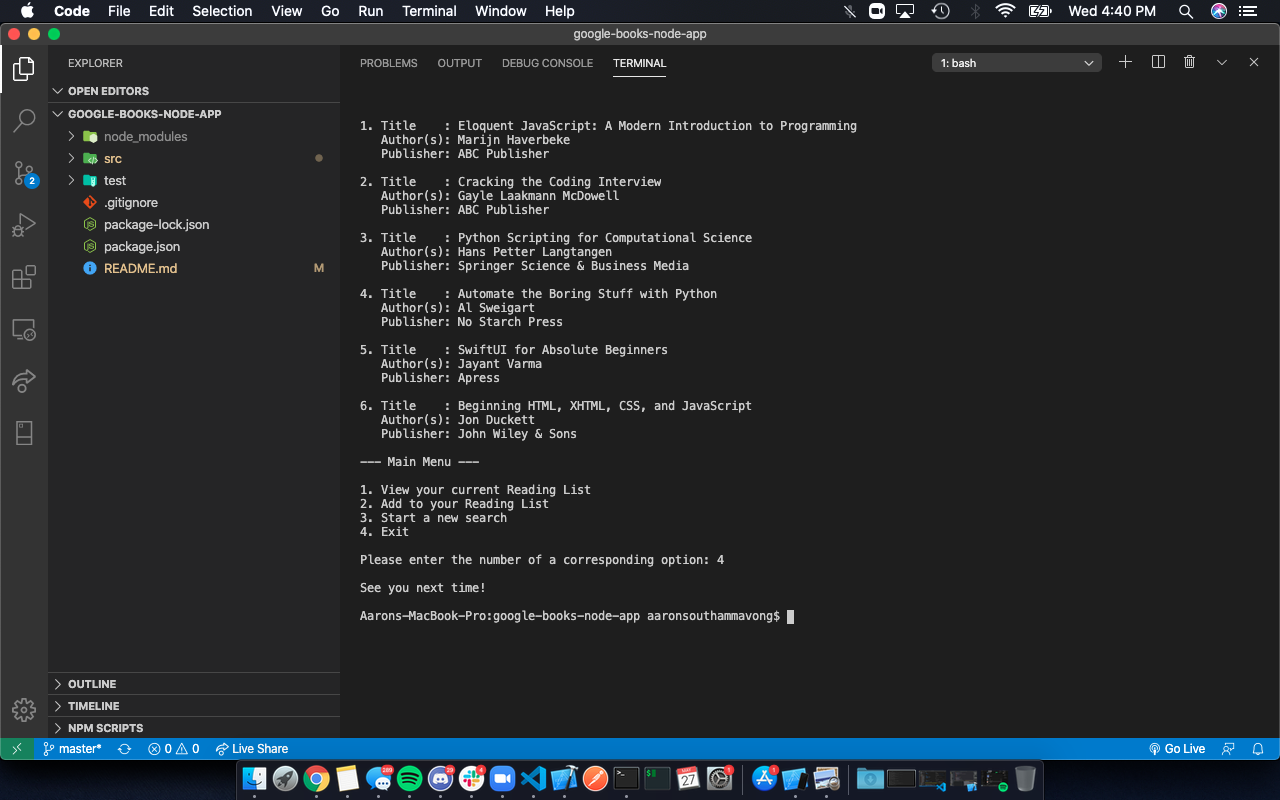 Code File Edit Selection View Go Run Terminal Window Help Wed 4:40 PM
google-books-node-app
EXPLORER
OPEN EDITORS
GOOGLE-BOOKS-NODE-APP
node_modules
src
test
.gitignore
package-lock.json
package.json
README.md M
2
OUTLINE
TIMELINE
NPM SCRIPTS
PROBLEMS OUTPUT DEBUG CONSOLE TERMINAL 1: bash
1. Title    : Eloquent JavaScript: A Modern Introduction to Programming
   Author(s): Marijn Haverbeke
   Publisher: ABC Publisher
2. Title    : Cracking the Coding Interview
   Author(s): Gayle Laakmann McDowell
   Publisher: ABC Publisher
3. Title    : Python Scripting for Computational Science
   Author(s): Hans Petter Langtangen
   Publisher: Springer Science & Business Media
4. Title    : Automate the Boring Stuff with Python
   Author(s): Al Sweigart
   Publisher: No Starch Press
5. Title    : SwiftUI for Absolute Beginners
   Author(s): Jayant Varma
   Publisher: Apress
6. Title    : Beginning HTML, XHTML, CSS, and JavaScript
   Author(s): Jon Duckett
   Publisher: John Wiley & Sons
--- Main Menu ---
1. View your current Reading List
2. Add to your Reading List
3. Start a new search
4. Exit
Please enter the number of a corresponding option: 4
See you next time!
Aarons-MacBook-Pro:google-books-node-app aaronsouthammavong$
master* 0 0 Live Share Go Live
27